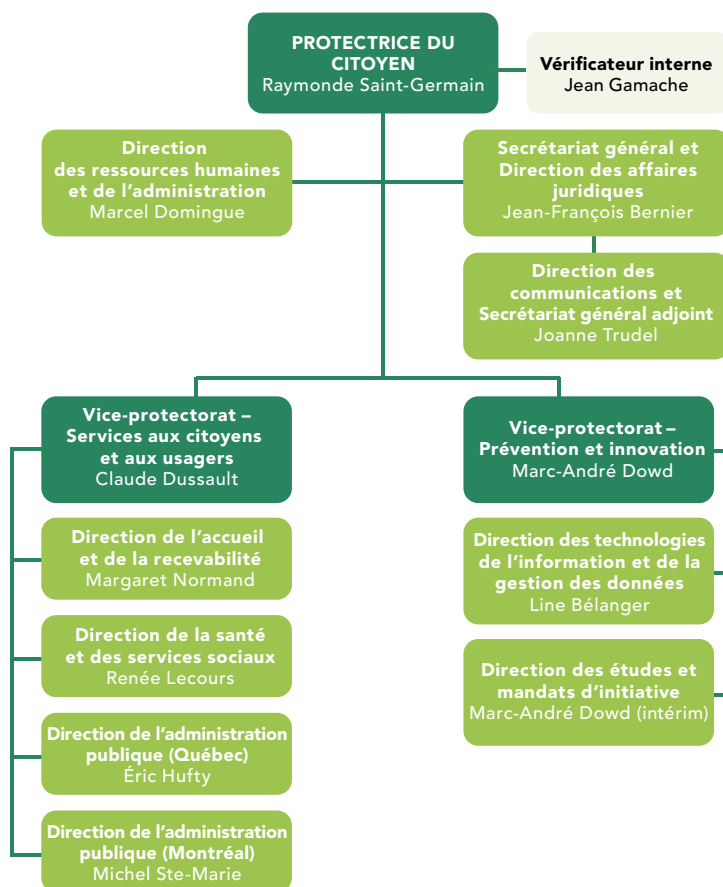 PROTECTRICE DU
CITOYEN
Raymonde Saint-Germain
Vérificateur interne
Jean Gamache
Direction
des ressources humaines
et de l'administration
Marcel Domingue
Secrétariat général et
Direction des affaires
juridiques
Jean-François Bernier
Direction des
communications et
Secrétariat général adjoint
Joanne Trudel
Vice-protectorat –
Services aux citoyens
et aux usagers
Claude Dussault
Vice-protectorat –
Prévention et innovation
Marc-André Dowd
Direction de l'accueil
et de la recevabilité
Margaret Normand
Direction des technologies
de l'information et de la
gestion des données
Line Bélanger
Direction de la santé
et des services sociaux
Renée Lecours
Direction des études et
mandats d'initiative
Marc-André Dowd (intérim)
Direction de l'administration
publique (Québec)
Éric Hufty
Direction de l'administration
publique (Montréal)
Michel Ste-Marie